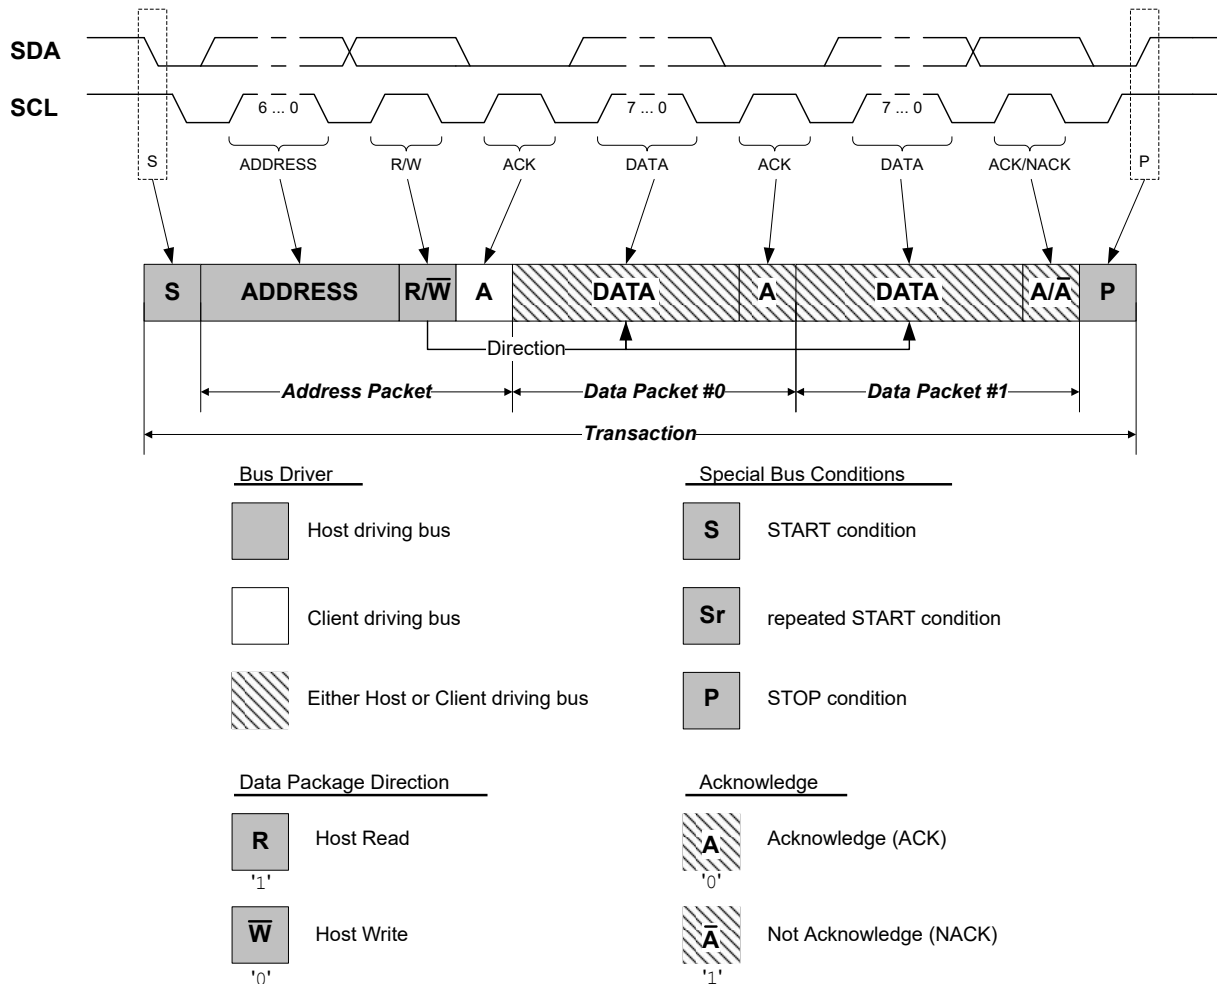 SDA
SCL
6 ... 0
7 ... 0
7 ... 0
S
ADDRESS
R/W
ACK
DATA
ACK
DATA
ACK/NACK
P
S
ADDRESS
R/W̅
A
DATA
A
DATA
A/A̅
P
Direction
Address Packet
Data Packet #0
Data Packet #1
Transaction
Bus Driver
Host driving bus
Client driving bus
Either Host or Client driving bus
Special Bus Conditions
S
START condition
Sr
repeated START condition
P
STOP condition
Data Package Direction
R
Host Read
'1'
W̅
Host Write
'0'
Acknowledge
A
Acknowledge (ACK)
'0'
A̅
Not Acknowledge (NACK)
'1'